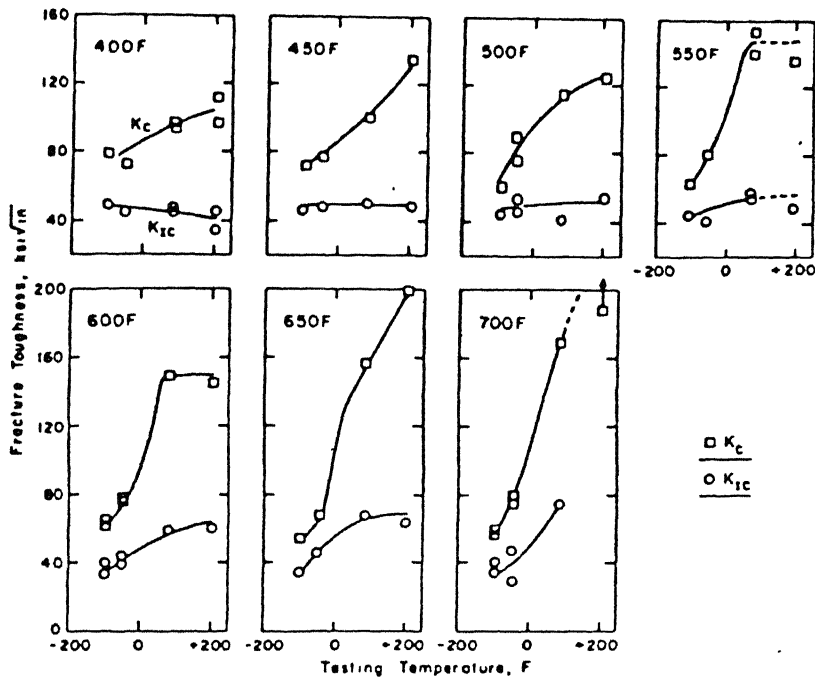 160
120
80
40
400F
Kc
KIc
450F
500F
550F
-200 0 +200
Fracture Toughness, ksi√in
200
160
120
80
40
0
600F
650F
700F
□ Kc
○ KIc
-200 0 +200
-200 0 +200
-200 0 +200
Testing Temperature, F